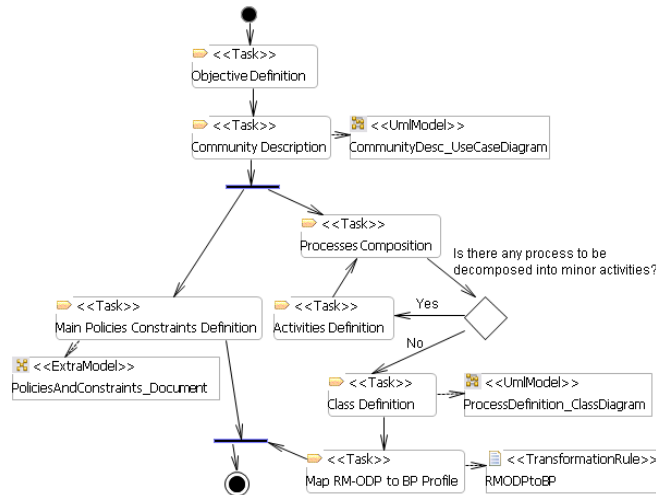 <<Task>>
Objective Definition
<<Task>>
Community Description
<<UmlModel>>
CommunityDesc_UseCaseDiagram
<<Task>>
Processes Composition
Is there any process to be
decomposed into minor activities?
<<Task>>
Main Policies Constraints Definition
<<Task>>
Activities Definition
Yes
No
<<ExtraModel>>
PoliciesAndConstraints_Document
<<Task>>
Class Definition
<<UmlModel>>
ProcessDefinition_ClassDiagram
<<Task>>
Map RM-ODP to BP Profile
<<TransformationRule>>
RMODPtoBP